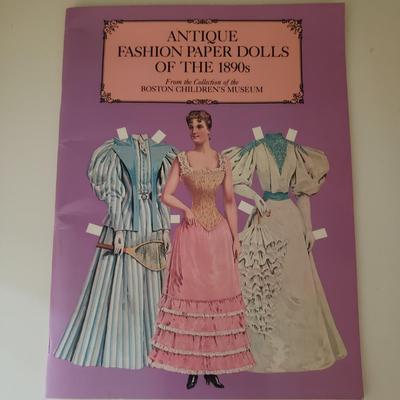 ANTIQUE
FASHION PAPER DOLLS
OF THE 1890s
From the Collection of the
BOSTON CHILDREN'S MUSEUM